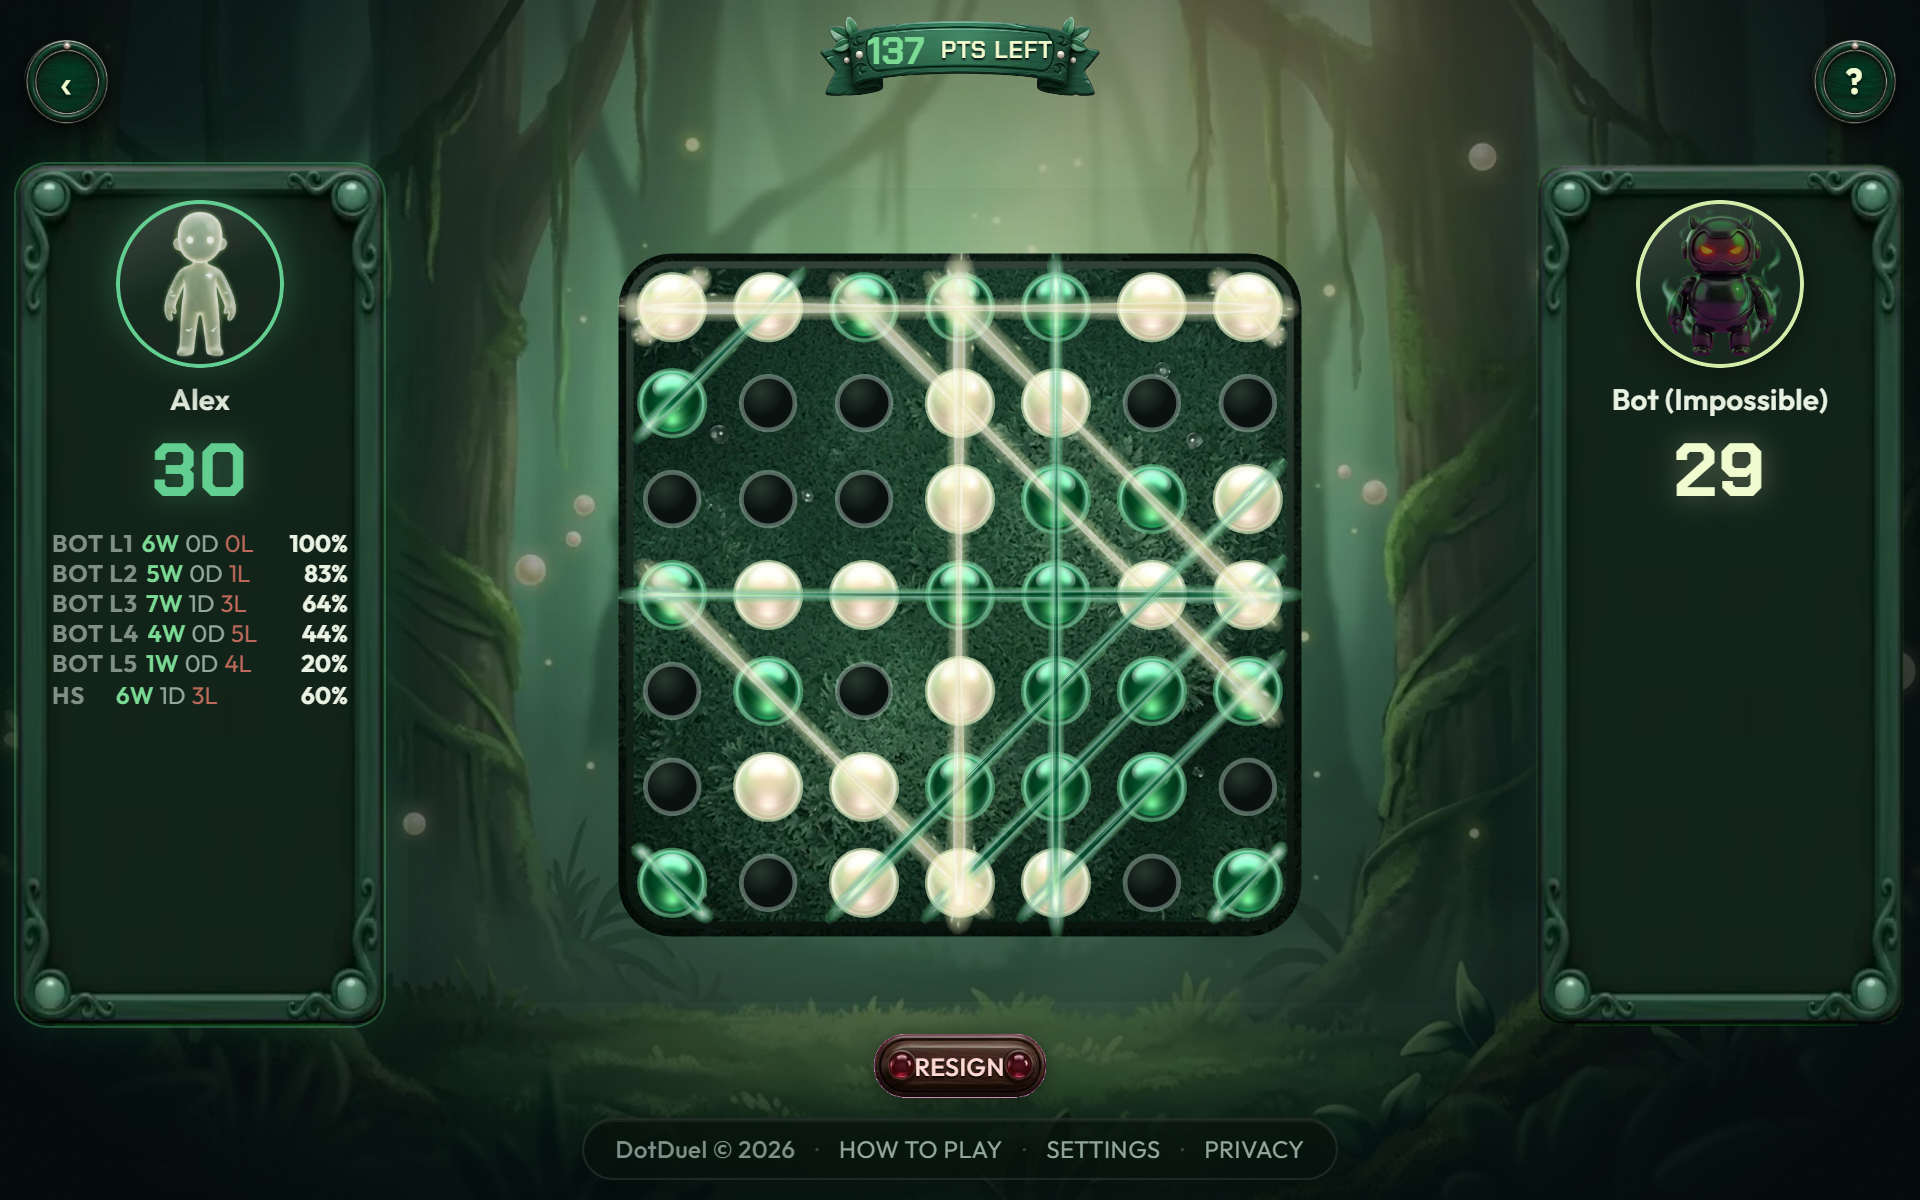 137 PTS LEFT
‹
?
Alex
30
BOT L1 6W 0D 0L 100%
BOT L2 5W 0D 1L 83%
BOT L3 7W 1D 3L 64%
BOT L4 4W 0D 5L 44%
BOT L5 1W 0D 4L 20%
HS 6W 1D 3L 60%
Bot (Impossible)
29
RESIGN
DotDuel © 2026 · HOW TO PLAY · SETTINGS · PRIVACY